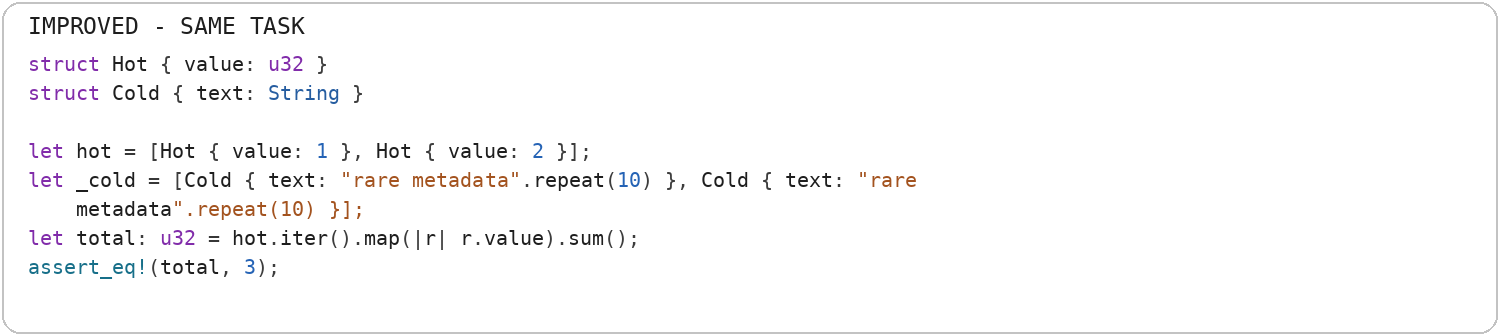 IMPROVED - SAME TASK
struct Hot { value: u32 }
struct Cold { text: String }
let hot = [Hot { value: 1 }, Hot { value: 2 }];
let _cold = [Cold { text: "rare metadata".repeat(10) }, Cold { text: "rare
    metadata".repeat(10) }];
let total: u32 = hot.iter().map(|r| r.value).sum();
assert_eq!(total, 3);